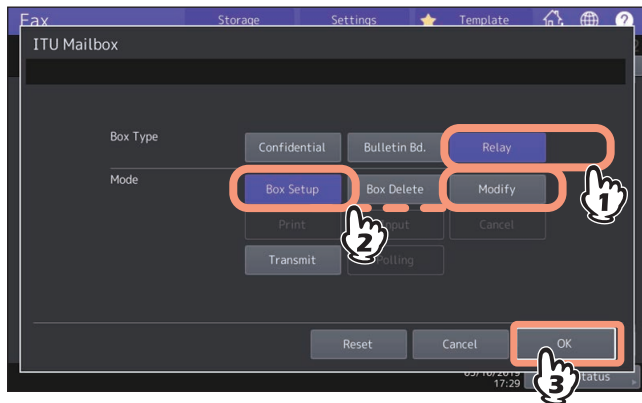 Fax Storage Settings Template ?
ITU Mailbox
Box Type Confidential Bulletin Bd. Relay
1
Mode Box Setup Box Delete Modify
2
Print Input Cancel
Transmit Polling
Reset Cancel OK
3
17:29